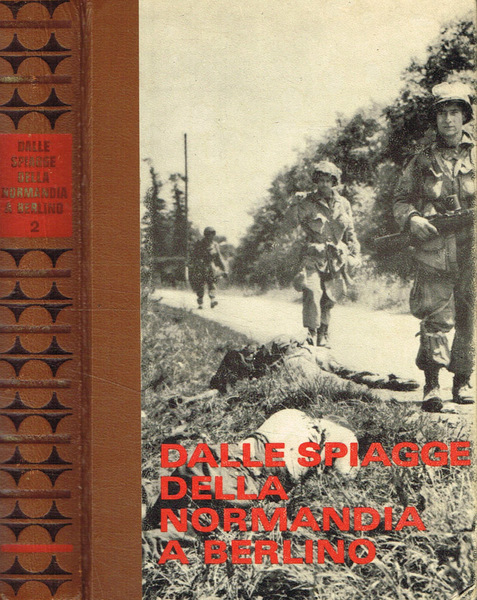 DALLE
SPIAGGE
DELLA
NORMANDIA
A BERLINO
2
DALLE SPIAGGE
DELLA
NORMANDIA
A BERLINO